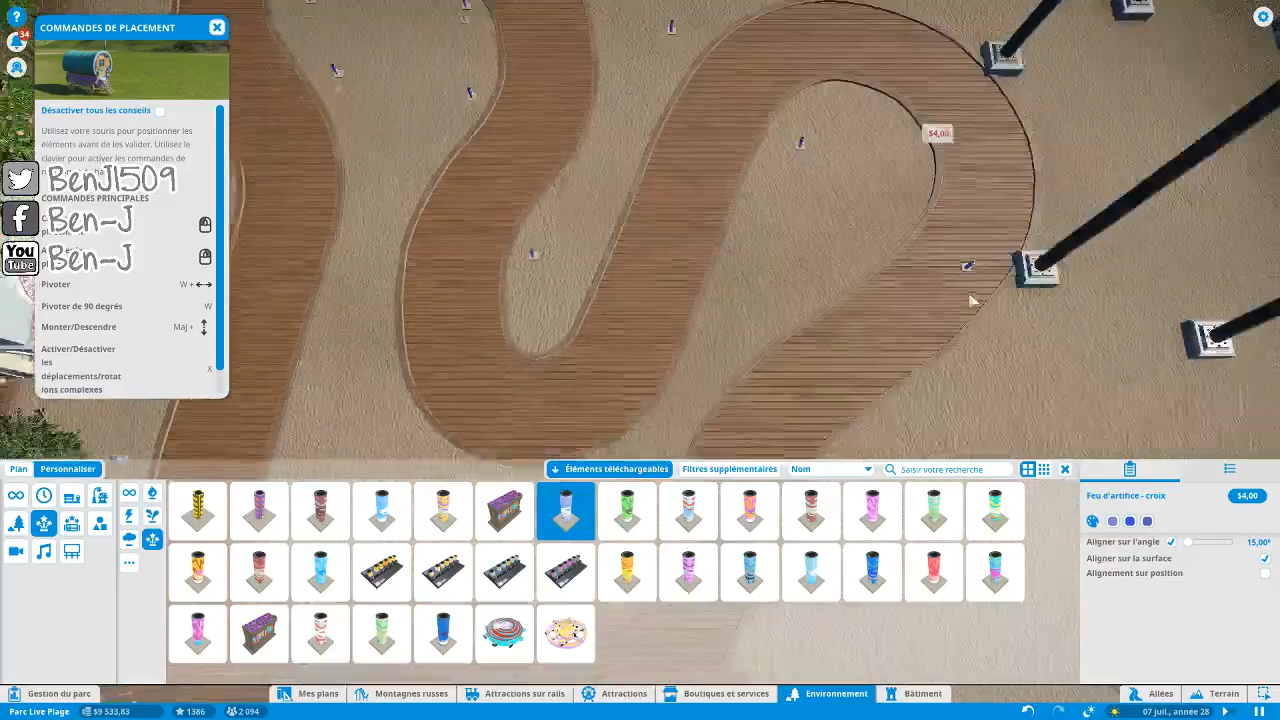 34
COMMANDES DE PLACEMENT
Désactiver tous les conseils
Utilisez votre souris pour positionner les
éléments avant de les valider. Utilisez le
clavier pour activer les commandes de
BenJ1509
COMMANDES PRINCIPALES
Ben-J
You Tube Ben-J
Pivoter W +
Pivoter de 90 degrés W
Monter/Descendre Maj +
Activer/Désactiver
les
déplacements/rotat X
ions complexes
$4,00
Plan Personnaliser
Éléments téléchargeables Filtres supplémentaires Nom Saisir votre recherche
Feu d'artifice - croix $4,00
Aligner sur l'angle 15,00°
Aligner sur la surface
Alignement sur position
Gestion du parc Mes plans Montagnes russes Attractions sur rails Attractions Boutiques et services Environnement Bâtiment Allées Terrain
Parc Live Plage $9 533,83 1386 2 094 07 juil., année 28